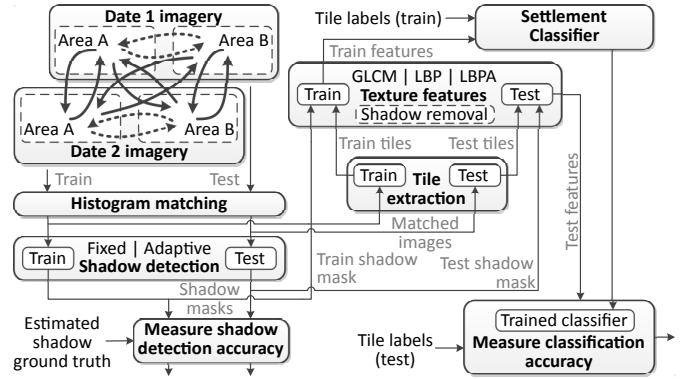 Date 1 imagery
Area A
Area B
Area A
Area B
Date 2 imagery
Train
Test
Histogram matching
Fixed | Adaptive
Train
Shadow detection
Test
Shadow
masks
Estimated
shadow
ground truth
Measure shadow
detection accuracy
Tile labels (train)
Train features
Settlement
Classifier
GLCM | LBP | LBPA
Train
Texture features
Test
Shadow removal
Train tiles
Test tiles
Train
Tile
extraction
Test
Matched
images
Train shadow
mask
Test shadow
mask
Test features
Tile labels
(test)
Trained classifier
Measure classification
accuracy